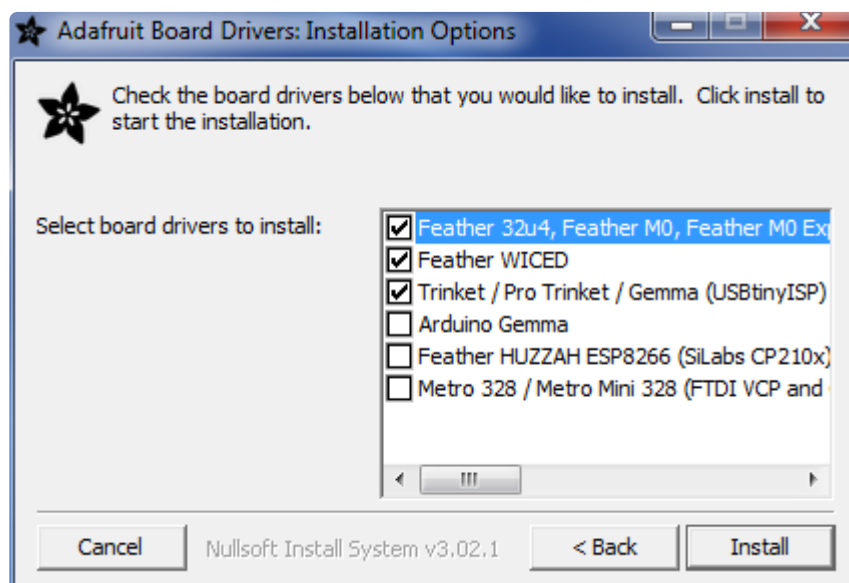 Adafruit Board Drivers: Installation Options
Check the board drivers below that you would like to install. Click install to
start the installation.
Select board drivers to install:
Feather 32u4, Feather M0, Feather M0
Feather WICED
Trinket / Pro Trinket / Gemma (USBtinyISP)
Arduino Gemma
Feather HUZZAH ESP8266 (SiLabs CP210x)
Metro 328 / Metro Mini 328 (FTDI VCP and
Cancel
Nullsoft Install System v3.02.1
< Back
Install